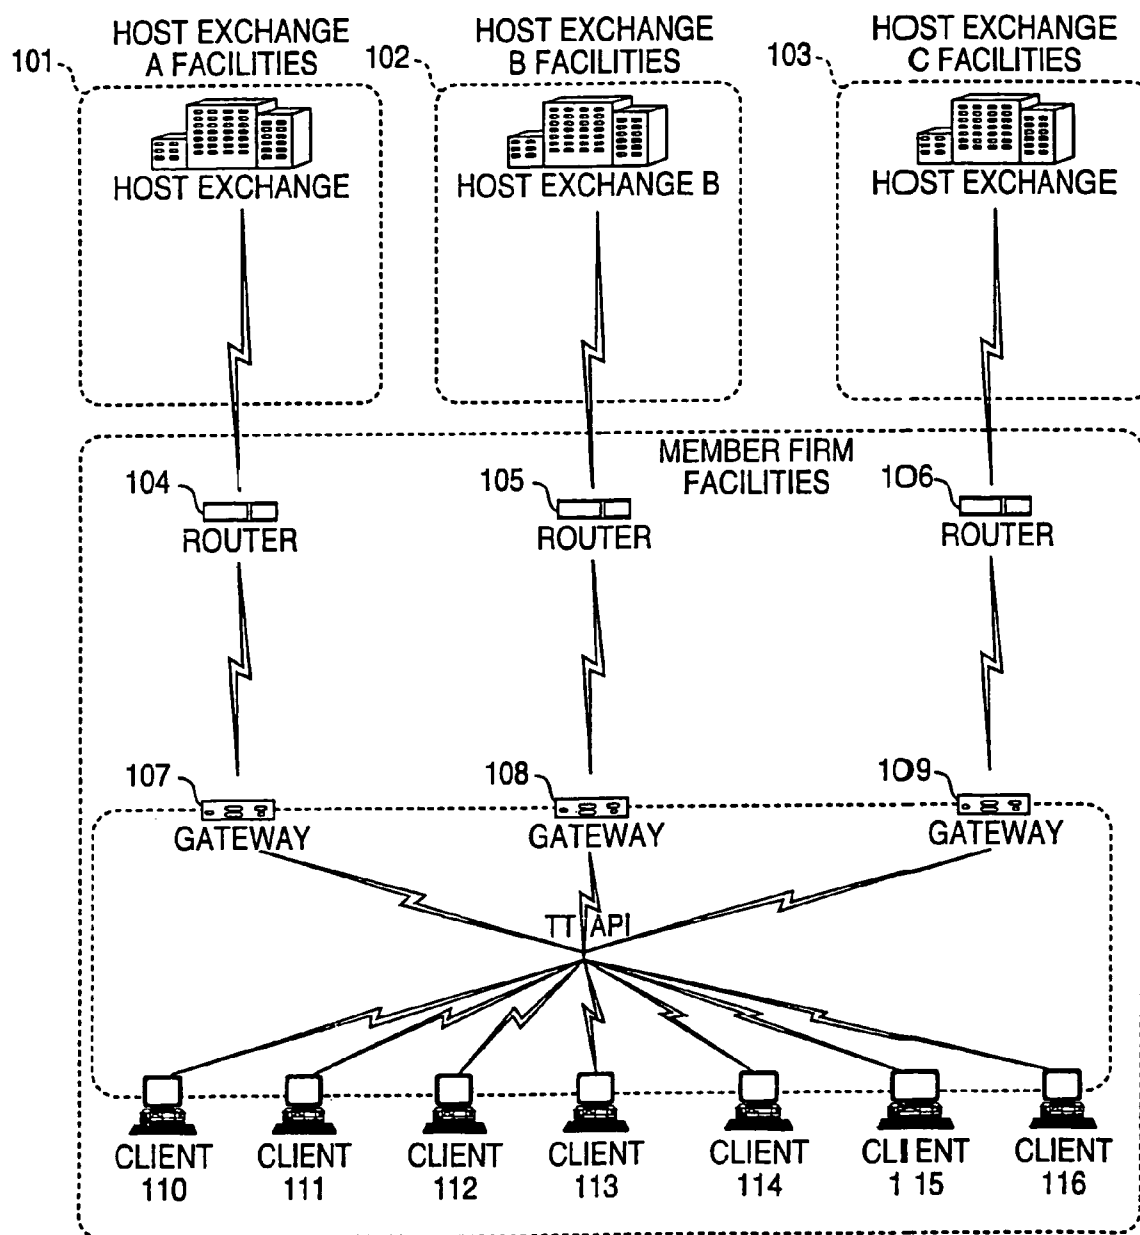 HOST EXCHANGE
A FACILITIES
HOST EXCHANGE
B FACILITIES
HOST EXCHANGE
C FACILITIES
101
102
103
HOST EXCHANGE
HOST EXCHANGE B
HOST EXCHANGE
MEMBER FIRM
FACILITIES
104
105
106
ROUTER
ROUTER
ROUTER
107
108
109
GATEWAY
GATEWAY
GATEWAY
TT API
CLIENT
110
CLIENT
111
CLIENT
112
CLIENT
113
CLIENT
114
CLIENT
115
CLIENT
116